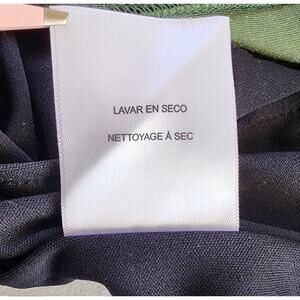 LAVAR EN SECO
NETTOYAGE À SEC